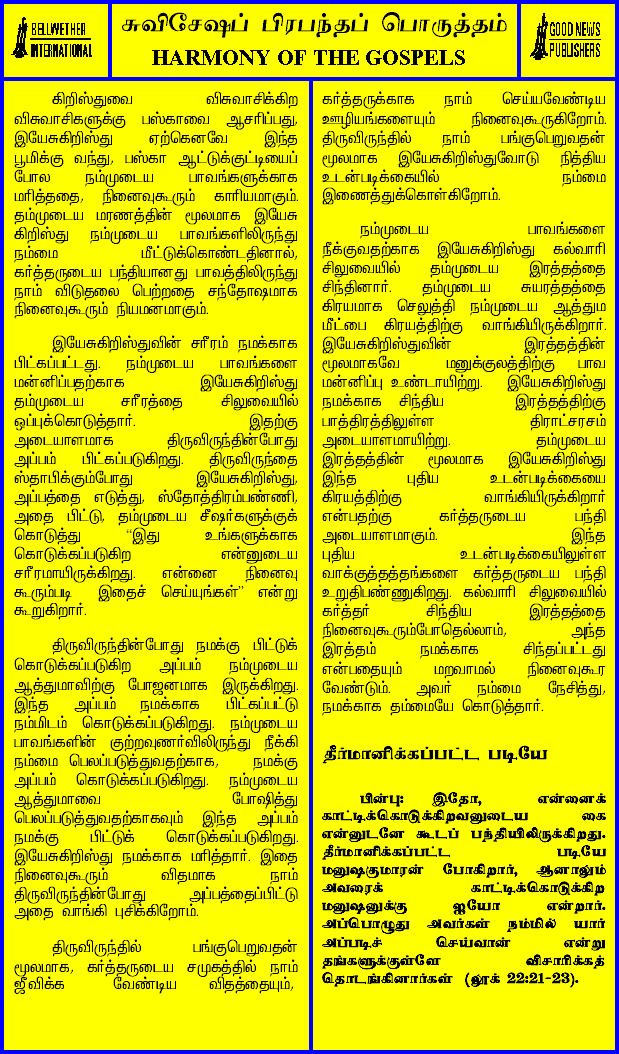 BELLWETHER
INTERNATIONAL
சுவிசேஷப் பிரபந்தப் பொருத்தம்
HARMONY OF THE GOSPELS
GOOD NEWS
PUBLISHERS
கிறிஸ்துவை விசுவாசிக்கிற
விசுவாசிகளுக்கு பஸ்காவை ஆசரிப்பது,
இயேசுகிறிஸ்து ஏற்கெனவே இந்த
பூமிக்கு வந்து, பஸ்கா ஆட்டுக்குட்டியைப்
போல நம்முடைய பாவங்களுக்காக
மரித்ததை, நினைவுகூரும் காரியமாகும்.
தம்முடைய மரணத்தின் மூலமாக இயேசு
கிறிஸ்து நம்முடைய பாவங்களிலிருந்து
நம்மை மீட்டுக்கொண்டதினால்,
கர்த்தருடைய பந்தியானது பாவத்திலிருந்து
நாம் விடுதலை பெற்றதை சந்தோஷமாக
நினைவுகூரும் நியமனமாகும்.
இயேசுகிறிஸ்துவின் சரீரம் நமக்காக
பிட்கப்பட்டது. நம்முடைய பாவங்களை
மன்னிப்பதற்காக இயேசுகிறிஸ்து
தம்முடைய சரீரத்தை சிலுவையில்
ஒப்புக்கொடுத்தார். இதற்கு
அடையாளமாக திருவிருந்தின்போது
அப்பம் பிட்கப்படுகிறது. திருவிருந்தை
ஸ்தாபிக்கும்போது இயேசுகிறிஸ்து,
அப்பத்தை எடுத்து, ஸ்தோத்திரம்பண்ணி,
அதை பிட்டு, தம்முடைய சீஷர்களுக்குக்
கொடுத்து “இது உங்களுக்காக
கொடுக்கப்படுகிற என்னுடைய
சரீரமாயிருக்கிறது. என்னை நினைவு
கூரும்படி இதைச் செய்யுங்கள்” என்று
கூறுகிறார்.
திருவிருந்தின்போது நமக்கு பிட்டுக்
கொடுக்கப்படுகிற அப்பம் நம்முடைய
ஆத்துமாவிற்கு போஜனமாக இருக்கிறது.
இந்த அப்பம் நமக்காக பிட்கப்பட்டு
நம்மிடம் கொடுக்கப்படுகிறது. நம்முடைய
பாவங்களின் குற்றவுணர்விலிருந்து நீக்கி
நம்மை பெலப்படுத்துவதற்காக, நமக்கு
அப்பம் கொடுக்கப்படுகிறது. நம்முடைய
ஆத்துமாவை போஷித்து
பெலப்படுத்துவதற்காகவும் இந்த அப்பம்
நமக்கு பிட்டுக் கொடுக்கப்படுகிறது.
இயேசுகிறிஸ்து நமக்காக மரித்தார். இதை
நினைவுகூரும் விதமாக நாம்
திருவிருந்தின்போது அப்பத்தைப்பிட்டு
அதை வாங்கி புசிக்கிறோம்.
திருவிருந்தில் பங்குபெறுவதன்
மூலமாக, கர்த்தருடைய சமுகத்தில் நாம்
ஜீவிக்க வேண்டிய விதத்தையும்,
கர்த்தருக்காக நாம் செய்யவேண்டிய
ஊழியங்களையும் நினைவுகூருகிறோம்.
திருவிருந்தில் நாம் பங்குபெறுவதன்
மூலமாக இயேசுகிறிஸ்துவோடு நித்திய
உடன்படிக்கையில் நம்மை
இணைத்துக்கொள்கிறோம்.
நம்முடைய பாவங்களை
நீக்குவதற்காக இயேசுகிறிஸ்து கல்வாரி
சிலுவையில் தம்முடைய இரத்தத்தை
சிந்தினார். தம்முடைய சுயரத்தத்தை
கிரயமாக செலுத்தி நம்முடைய ஆத்தும
மீட்பை கிரயத்திற்கு வாங்கியிருக்கிறார்.
இயேசுகிறிஸ்துவின் இரத்தத்தின்
மூலமாகவே மனுக்குலத்திற்கு பாவ
மன்னிப்பு உண்டாயிற்று. இயேசுகிறிஸ்து
நமக்காக சிந்திய இரத்தத்திற்கு
பாத்திரத்திலுள்ள திராட்சரசம்
அடையாளமாயிற்று. தம்முடைய
இரத்தத்தின் மூலமாக இயேசுகிறிஸ்து
இந்த புதிய உடன்படிக்கையை
கிரயத்திற்கு வாங்கியிருக்கிறார்
என்பதற்கு கர்த்தருடைய பந்தி
அடையாளமாகும். இந்த
புதிய உடன்படிக்கையிலுள்ள
வாக்குத்தத்தங்களை கர்த்தருடைய பந்தி
உறுதிபண்ணுகிறது. கல்வாரி சிலுவையில்
கர்த்தர் சிந்திய இரத்தத்தை
நினைவுகூரும்போதெல்லாம், அந்த
இரத்தம் நமக்காக சிந்தப்பட்டது
என்பதையும் மறவாமல் நினைவுகூர
வேண்டும். அவர் நம்மை நேசித்து,
நமக்காக தம்மையே கொடுத்தார்.
தீர்மானிக்கப்பட்ட படியே
பின்பு: இதோ, என்னைக்
காட்டிக்கொடுக்கிறவனுடைய கை
என்னுடனே கூடப் பந்தியிலிருக்கிறது.
தீர்மானிக்கப்பட்ட படியே
மனுஷகுமாரன் போகிறார், ஆனாலும்
அவரைக் காட்டிக்கொடுக்கிற
மனுஷனுக்கு ஐயோ என்றார்.
அப்பொழுது அவர்கள் நம்மில் யார்
அப்படிச் செய்வான் என்று
தங்களுக்குள்ளே விசாரிக்கத்
தொடங்கினார்கள் (லூக் 22:21-23).